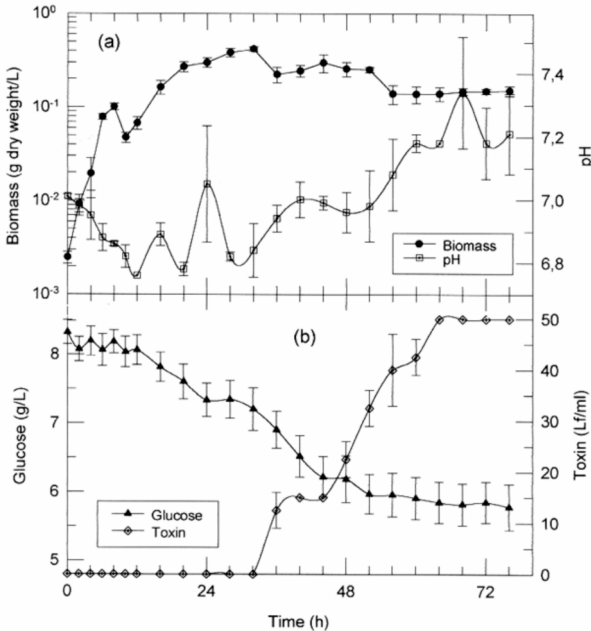 (a)
10⁰
10⁻¹
10⁻²
10⁻³
Biomass (g dry weight/L)
7,4
7,2
7,0
6,8
pH
Biomass
pH
(b)
8
7
6
5
Glucose (g/L)
50
40
30
20
10
0
Toxin (Lf/ml)
Glucose
Toxin
0 24 48 72
Time (h)